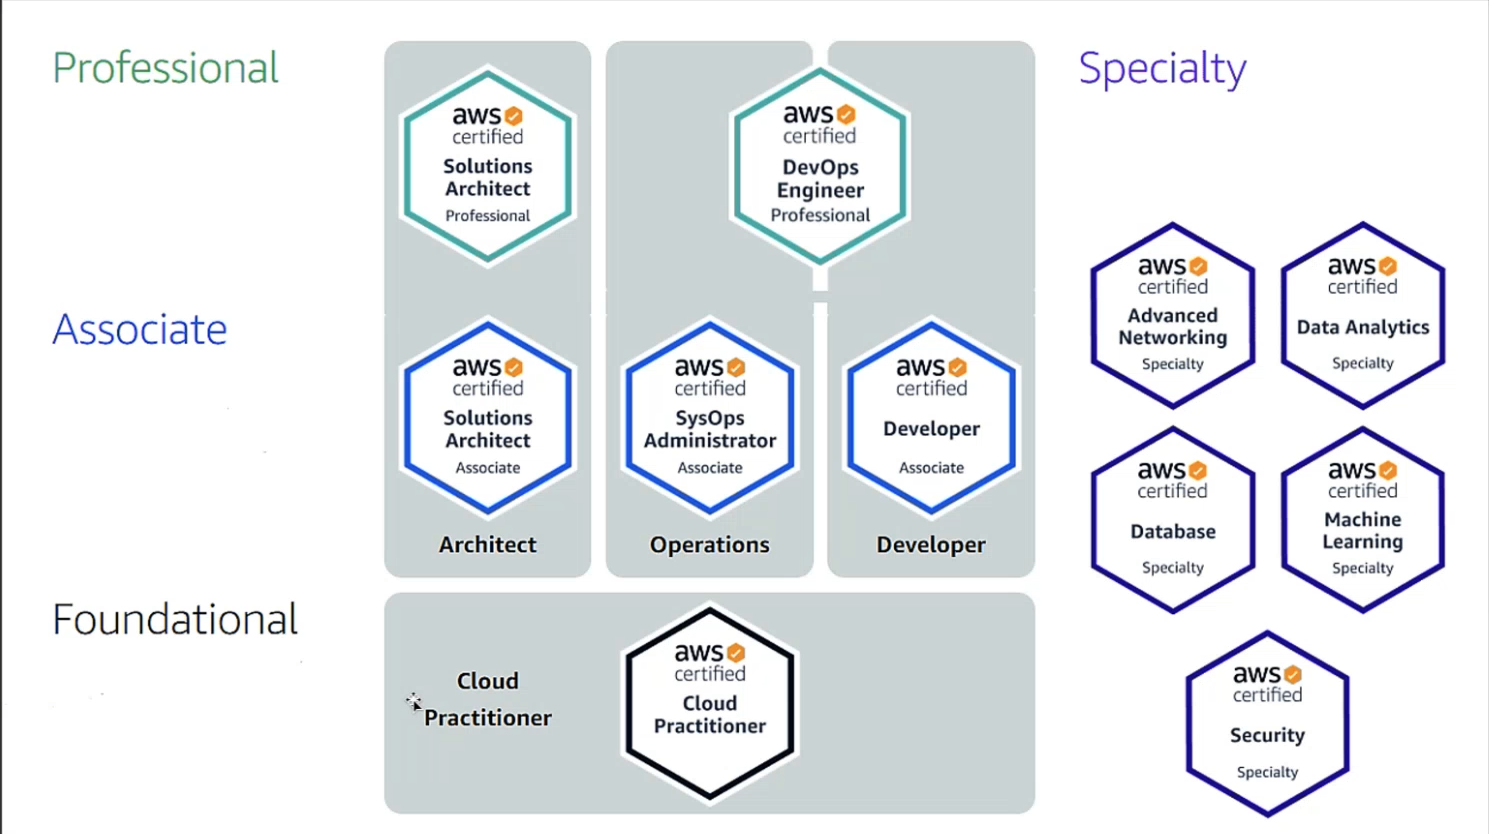 Professional
aws
certified
Solutions
Architect
Professional
aws
certified
DevOps
Engineer
Professional
Associate
aws
certified
Solutions
Architect
Associate
aws
certified
SysOps
Administrator
Associate
aws
certified
Developer
Associate
Architect
Operations
Developer
Foundational
Cloud
Practitioner
aws
certified
Cloud
Practitioner
Specialty
aws
certified
Advanced
Networking
Specialty
aws
certified
Data Analytics
Specialty
aws
certified
Database
Specialty
aws
certified
Machine
Learning
Specialty
aws
certified
Security
Specialty